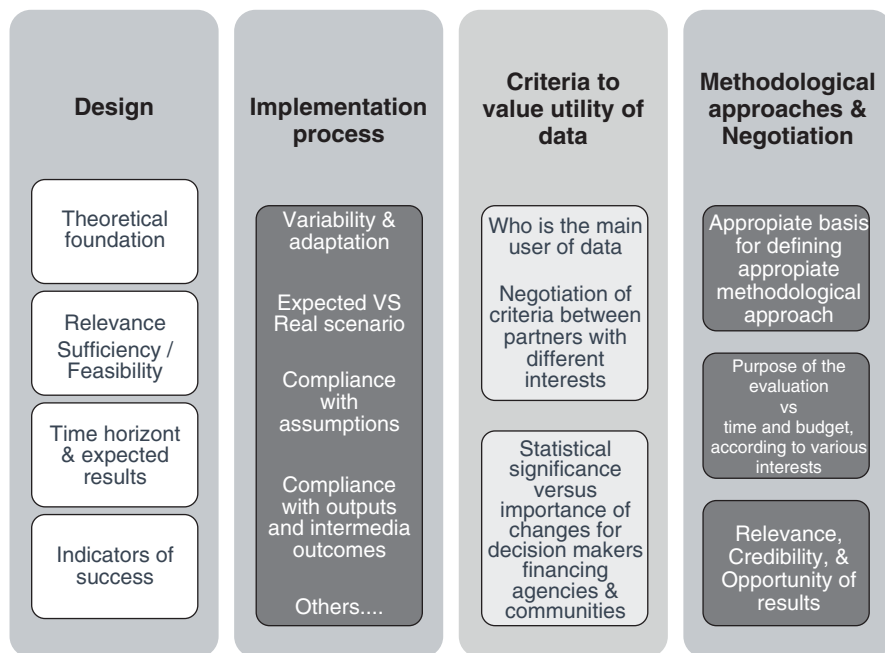 Design
Theoretical
foundation
Relevance
Sufficiency /
Feasibility
Time horizont
& expected
results
Indicators of
success
Implementation
process
Variability &
adaptation
Expected VS
Real scenario
Compliance
with
assumptions
Compliance
with outputs
and intermedia
outcomes
Others....
Criteria to
value utility of
data
Who is the main
user of data
Negotiation of
criteria between
partners with
different
interests
Statistical
significance
versus
importance of
changes for
decision makers
financing
agencies &
communities
Methodological
approaches &
Negotiation
Appropiate basis
for defining
appropiate
methodological
approach
Purpose of the
evaluation
vs
time and budget,
according to various
interests
Relevance,
Credibility, &
Opportunity of
results